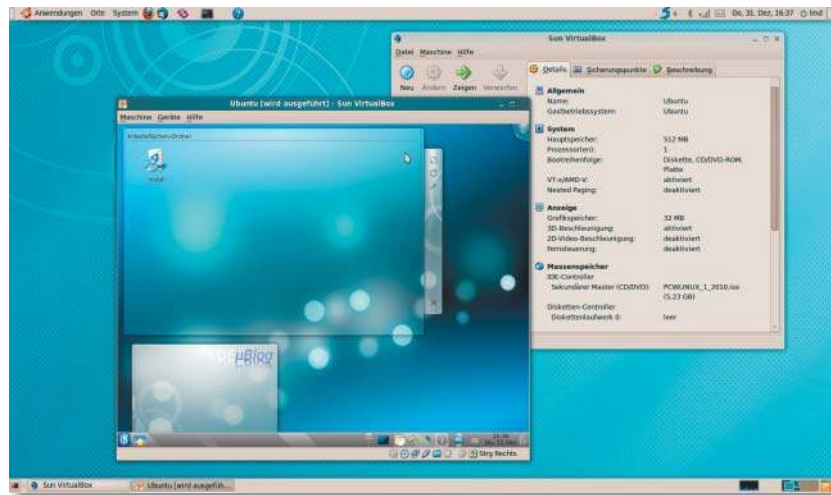 Anwendungen Orte System
Do, 31. Dez, 16:37
Sun VirtualBox
Datei Maschine Hilfe
Neu Ändern Zeigen Verwerfen
Details Sicherungspunkte Beschreibung
Allgemein
Name: Ubuntu
Gastbetriebssystem: Ubuntu
System
Hauptspeicher: 512 MB
Prozessor(en): 1
Bootreihenfolge: Diskette, CD/DVD-ROM,
Platte
VT-x/AMD-V: aktiviert
Nested Paging: deaktiviert
Anzeige
Grafikspeicher: 32 MB
3D-Beschleunigung: aktiviert
2D-Video-Beschleunigung: deaktiviert
Fernsteuerung: deaktiviert
Massenspeicher
IDE-Controller
Sekundärer Master (CD/DVD): PCWLINUX_1_2010.iso
(5,23 GB)
Disketten-Controller
Diskettenlaufwerk 0: leer
Ubuntu [wird ausgeführt] - Sun VirtualBox
Maschine Geräte Hilfe
µBlog
Strg Rechts
Sun VirtualBox
Ubuntu [wird ausgefüh...